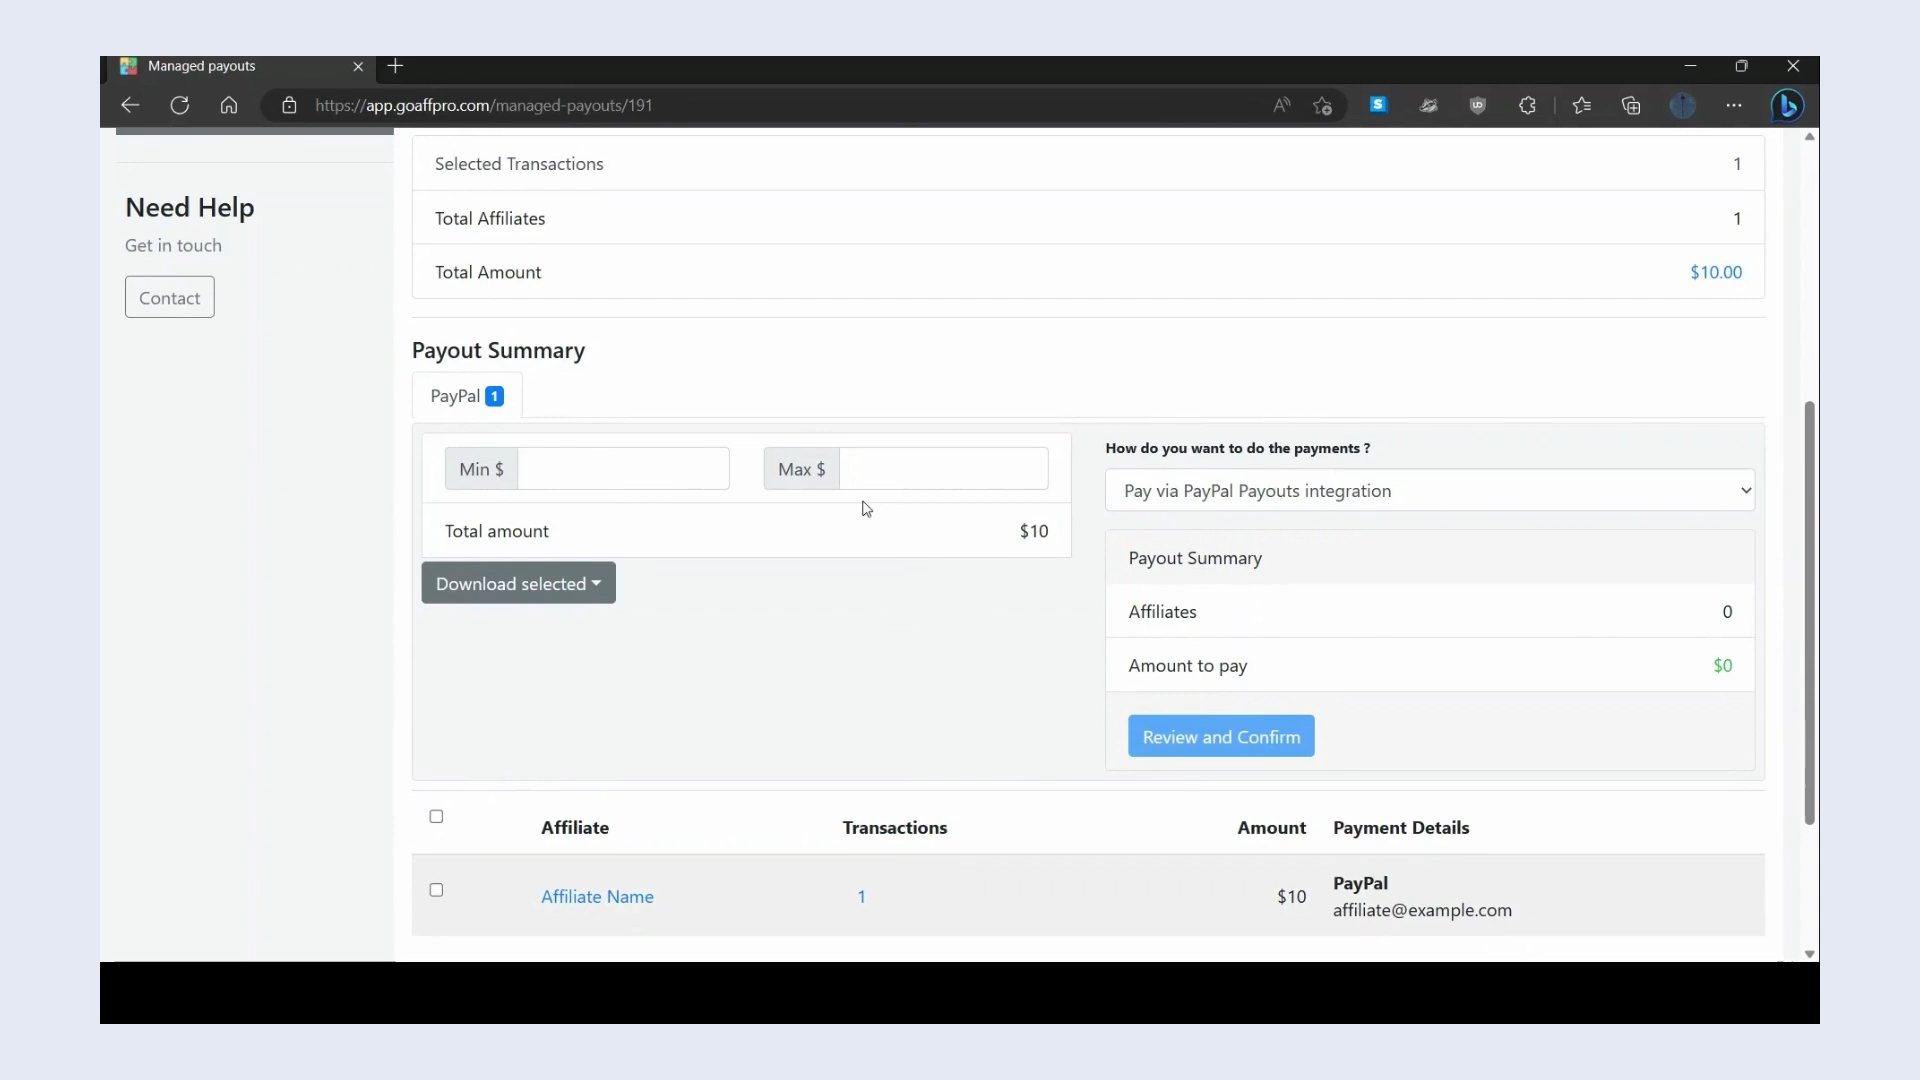 Managed payouts
https://app.goaffpro.com/managed-payouts/191
Need Help
Get in touch
Contact
Selected Transactions 1
Total Affiliates 1
Total Amount $10.00
Payout Summary
PayPal 1
Min $ Max $
Total amount $10
Download selected
How do you want to do the payments ?
Pay via PayPal Payouts integration
Payout Summary
Affiliates 0
Amount to pay $0
Review and Confirm
Affiliate Transactions Amount Payment Details
Affiliate Name 1 $10 PayPal
affiliate@example.com